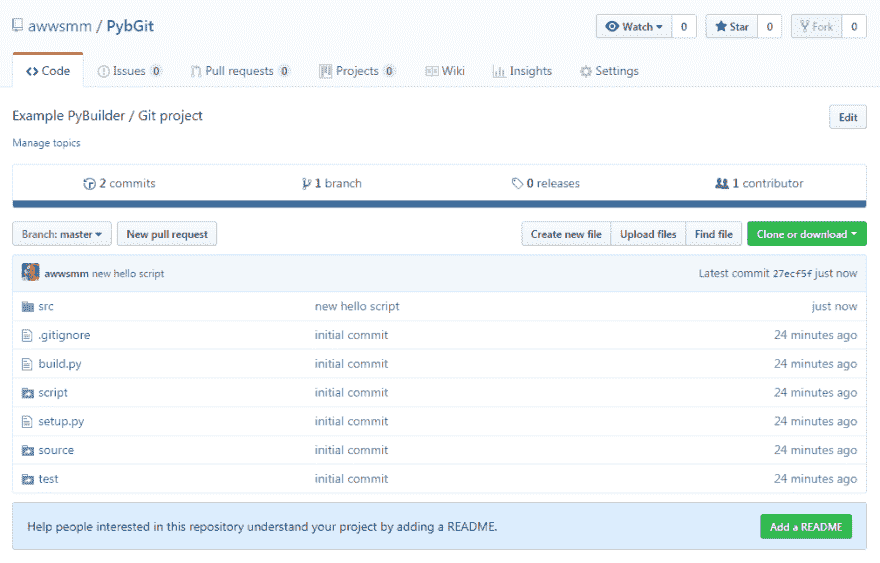 awwsmm / PybGit Watch 0 Star 0 Fork 0
Code Issues 0 Pull requests 0 Projects 0 Wiki Insights Settings
Example PyBuilder / Git project Edit
Manage topics
2 commits 1 branch 0 releases 1 contributor
Branch: master New pull request Create new file Upload files Find file Clone or download
awwsmm new hello script Latest commit 27ecf5f just now
src new hello script just now
.gitignore initial commit 24 minutes ago
build.py initial commit 24 minutes ago
script initial commit 24 minutes ago
setup.py initial commit 24 minutes ago
source initial commit 24 minutes ago
test initial commit 24 minutes ago
Help people interested in this repository understand your project by adding a README. Add a README